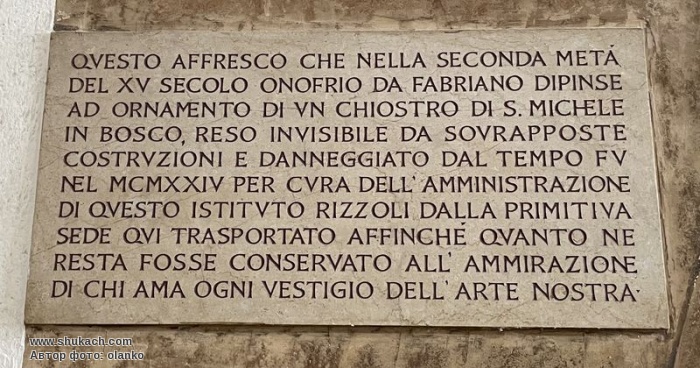 QVESTO AFFRESCO CHE NELLA SECONDA METÁ
DEL XV SECOLO ONOFRIO DA FABRIANO DIPINSE
AD ORNAMENTO DI VN CHIOSTRO DI S. MICHELE
IN BOSCO, RESO INVISIBILE DA SOVRAPPOSTE
COSTRVZIONI E DANNEGGIATO DAL TEMPO FV
NEL MCMXXIV PER CVRA DELL' AMMINISTRAZIONE
DI QVESTO ISTITVTO RIZZOLI DALLA PRIMITIVA
SEDE QVI TRASPORTATO AFFINCHÉ QVANTO NE
RESTA FOSSE CONSERVATO ALL' AMMIRAZIONE
DI CHI AMA OGNI VESTIGIO DELL' ARTE NOSTRA·
www.shukach.com
Автор фото: olanko